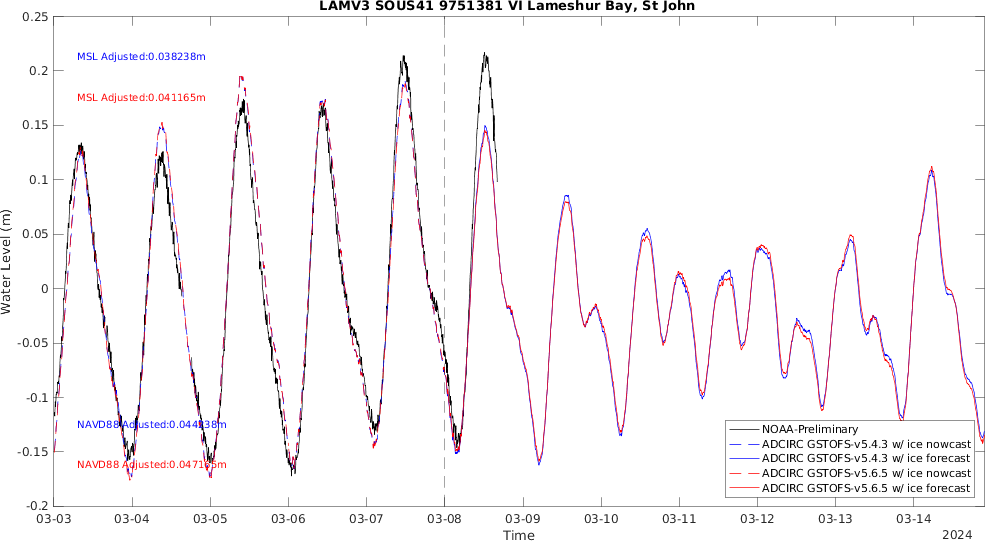 LAMV3 SOUS41 9751381 VI Lameshur Bay, St John
0.25
0.2
0.15
0.1
0.05
0
-0.05
-0.1
-0.15
-0.2
Water Level (m)
MSL Adjusted:0.038238m
MSL Adjusted:0.041165m
NAVD88 Adjusted:0.044238m
NAVD88 Adjusted:0.047165m
NOAA-Preliminary
ADCIRC GSTOFS-v5.4.3 w/ ice nowcast
ADCIRC GSTOFS-v5.4.3 w/ ice forecast
ADCIRC GSTOFS-v5.6.5 w/ ice nowcast
ADCIRC GSTOFS-v5.6.5 w/ ice forecast
03-03 03-04 03-05 03-06 03-07 03-08 03-09 03-10 03-11 03-12 03-13 03-14
Time
2024